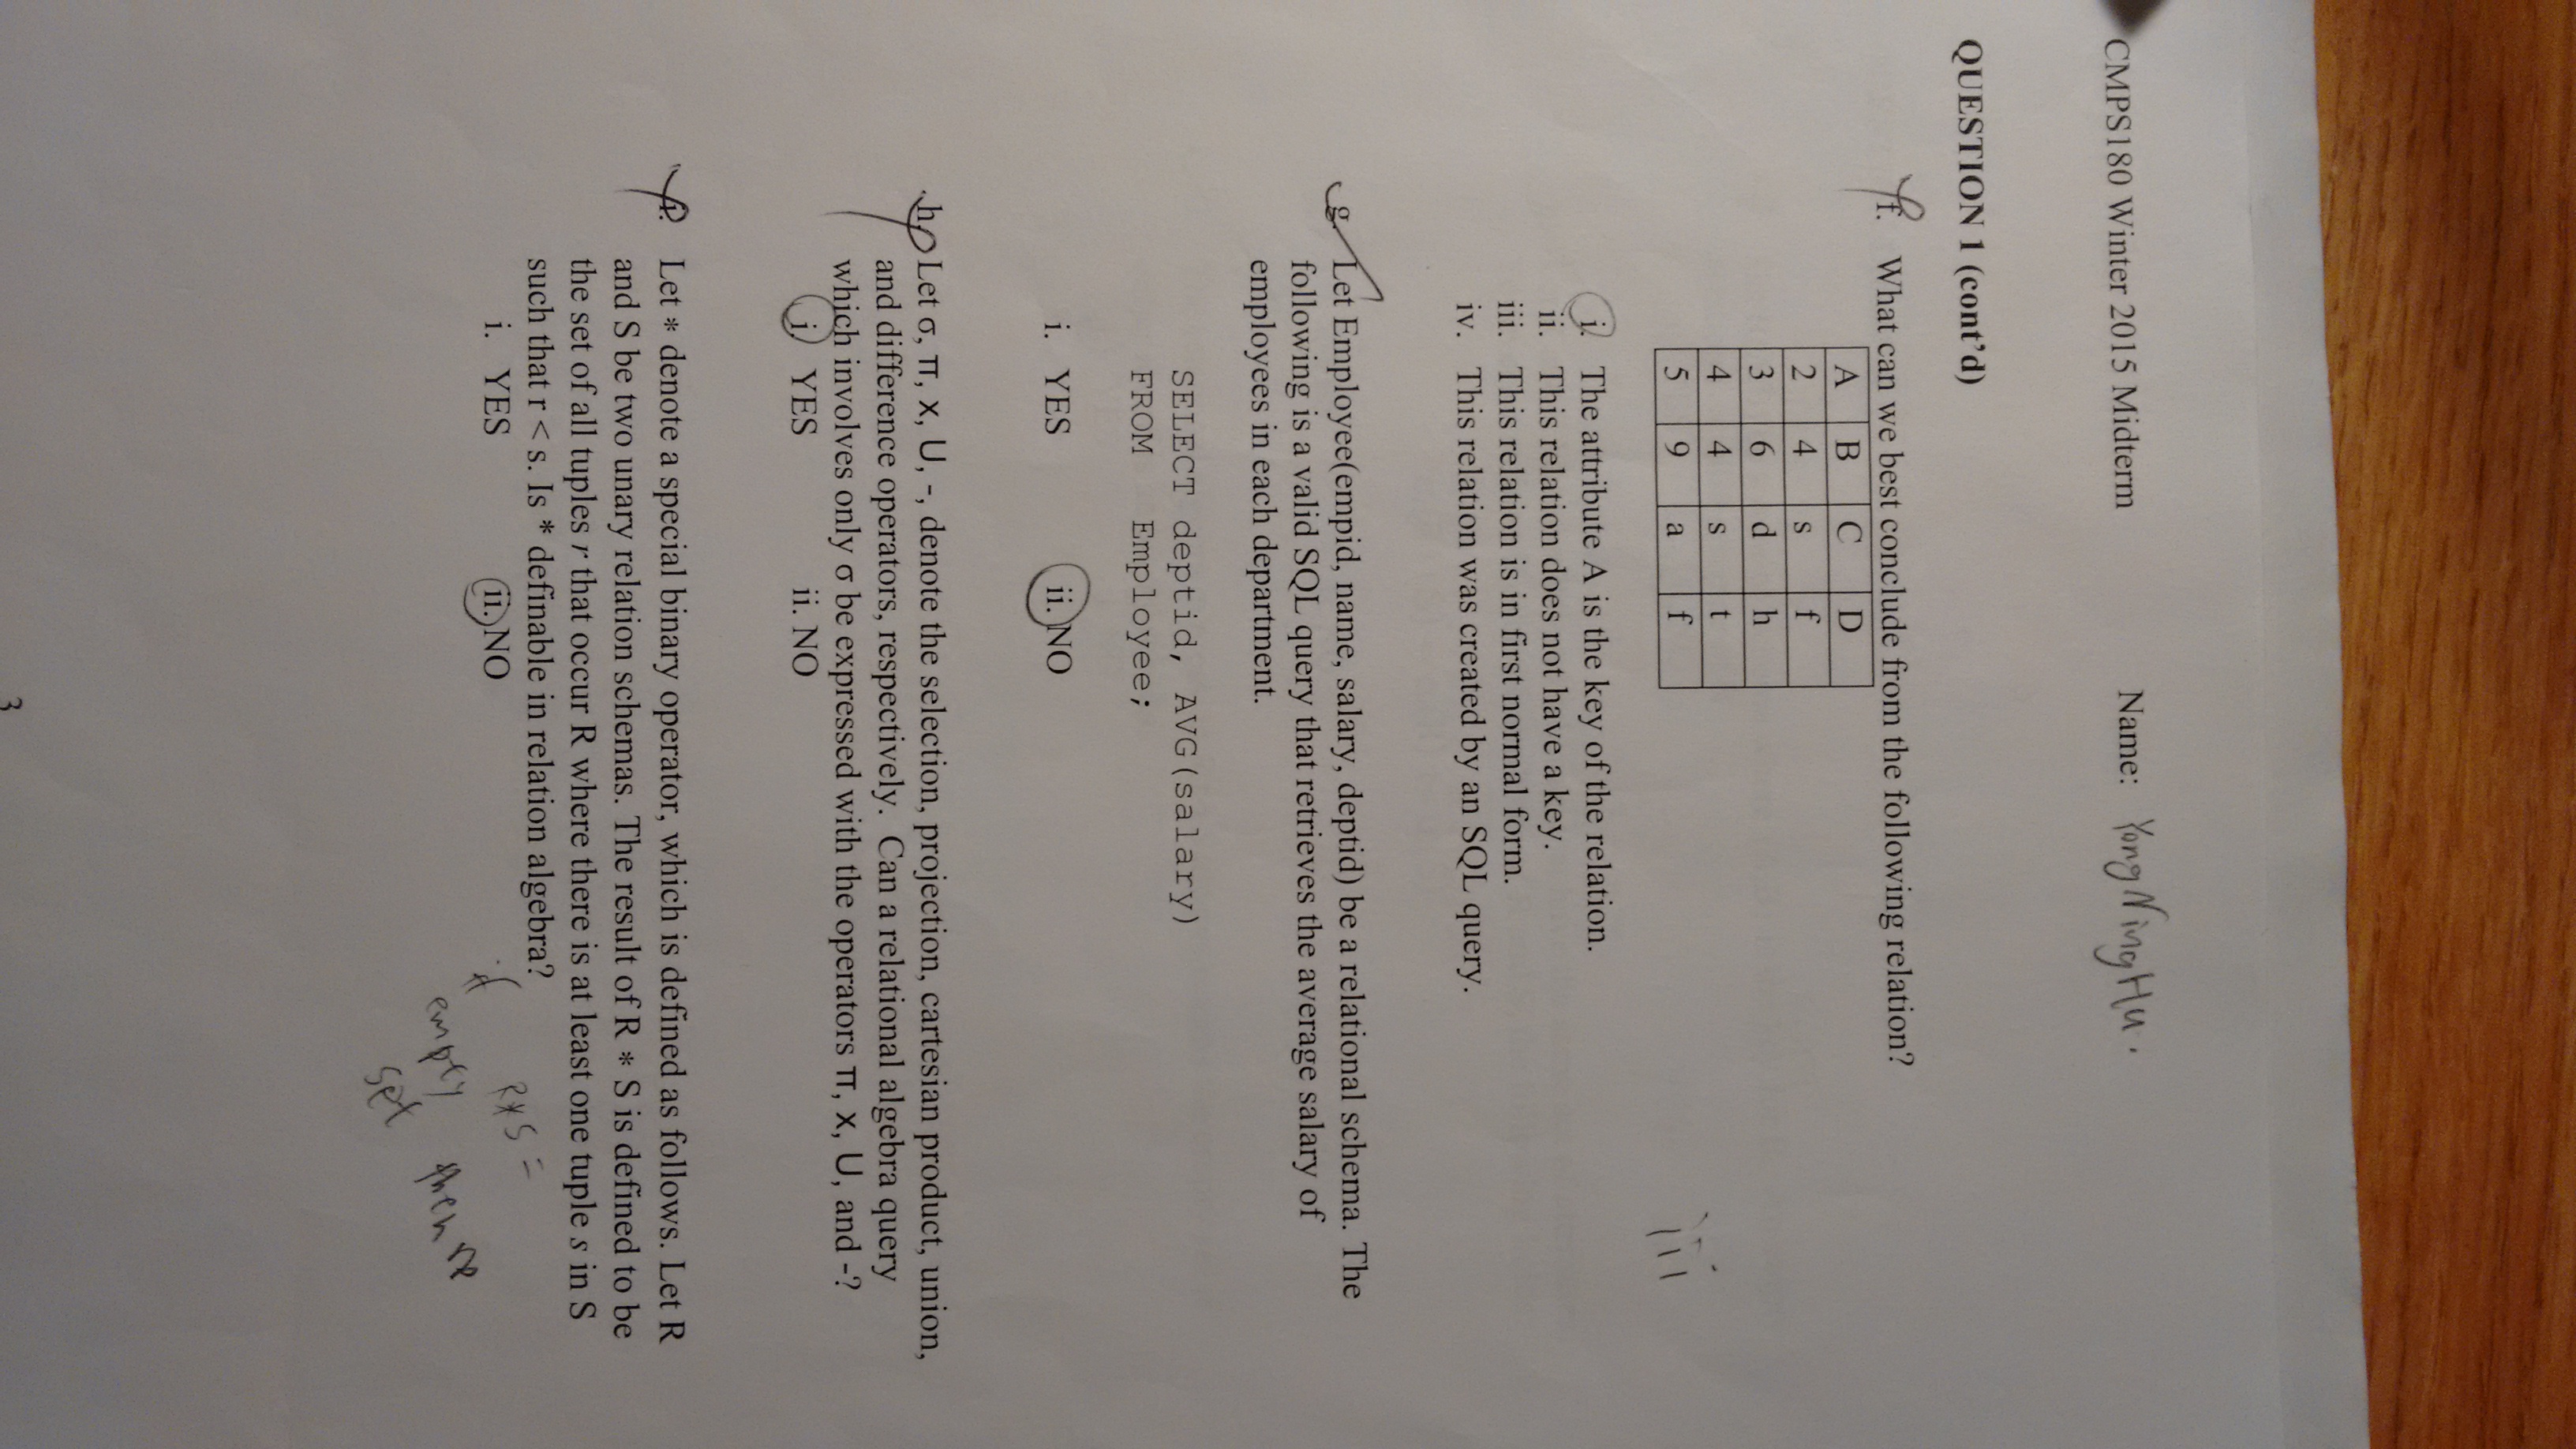 CMPS180 Winter 2015 Midterm Name: YongNingHu.
QUESTION 1 (cont'd)
f. What can we best conclude from the following relation?
A B C D
2 4 s f
3 6 d h
4 4 s t
5 9 a f
iii
i. The attribute A is the key of the relation.
ii. This relation does not have a key.
iii. This relation is in first normal form.
iv. This relation was created by an SQL query.
g. Let Employee(empid, name, salary, deptid) be a relational schema. The
following is a valid SQL query that retrieves the average salary of
employees in each department.
SELECT deptid, AVG(salary)
FROM Employee;
i. YES ii. NO
h. Let σ, π, x, U, -, denote the selection, projection, cartesian product, union,
and difference operators, respectively. Can a relational algebra query
which involves only σ be expressed with the operators π, x, U, and -?
i. YES ii. NO
i. Let * denote a special binary operator, which is defined as follows. Let R
and S be two unary relation schemas. The result of R * S is defined to be
the set of all tuples r that occur R where there is at least one tuple s in S
such that r < s. Is * definable in relation algebra?
i. YES ii. NO
if R*S =
empty then
set
3